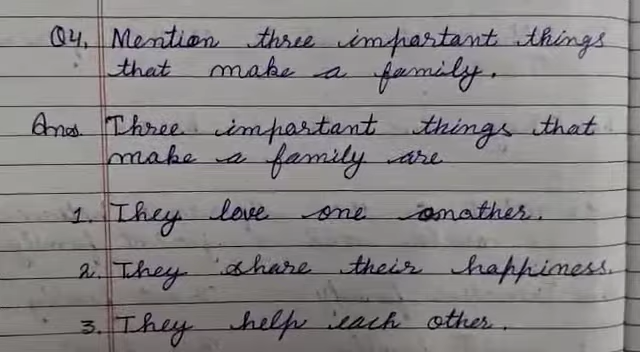 Q4. Mention three important things
that make a family.
Ans Three important things that
make a family are
1. They love one another.
2. They share their happiness.
3. They help each other.